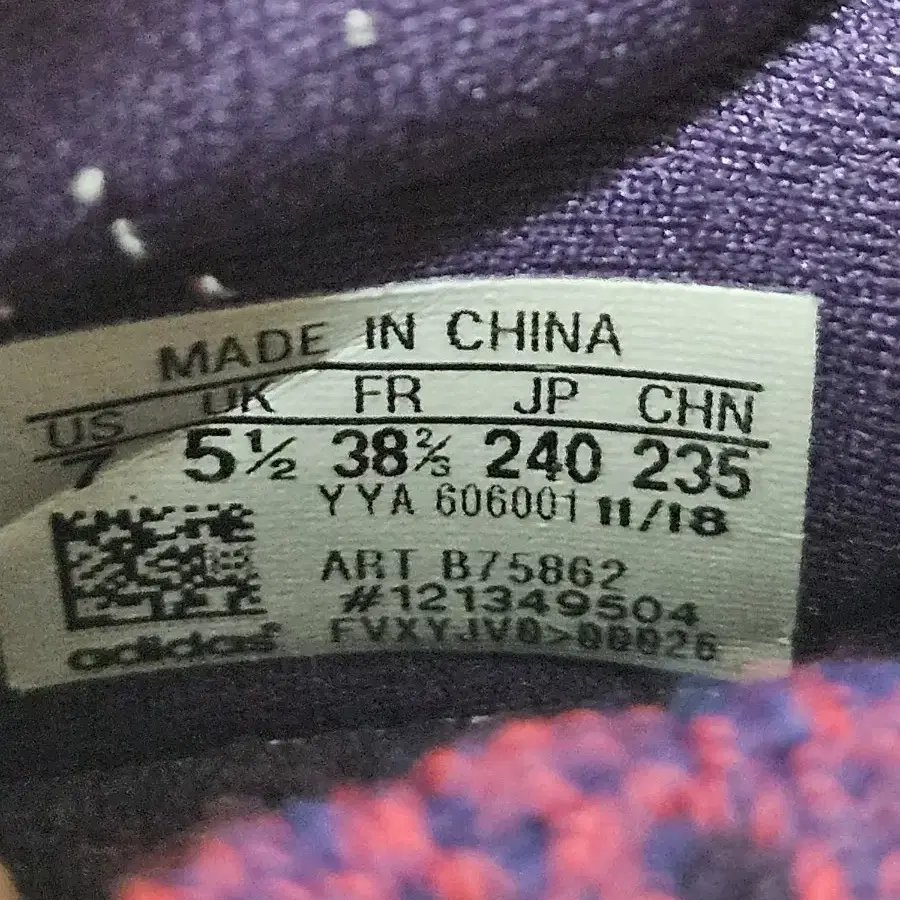 MADE IN CHINA
US UK FR JP CHN
7 5½ 38⅔ 240 235
YYA 606001 11/18
ART B75862
#121349504
FVXYJV0>00026
adidas®